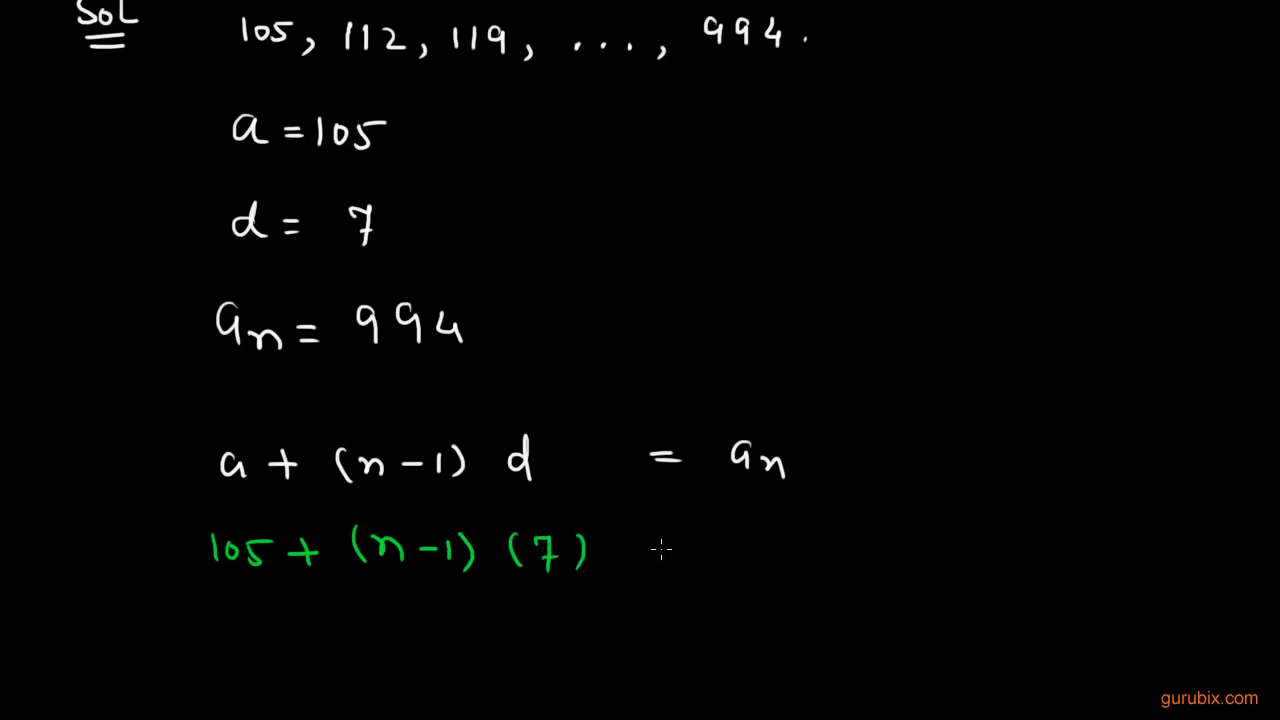 SOL 105, 112, 119, ..., 994.
a = 105
d = 7
an = 994
a + (n-1) d = an
105 + (n-1) (7)
gurubix.com